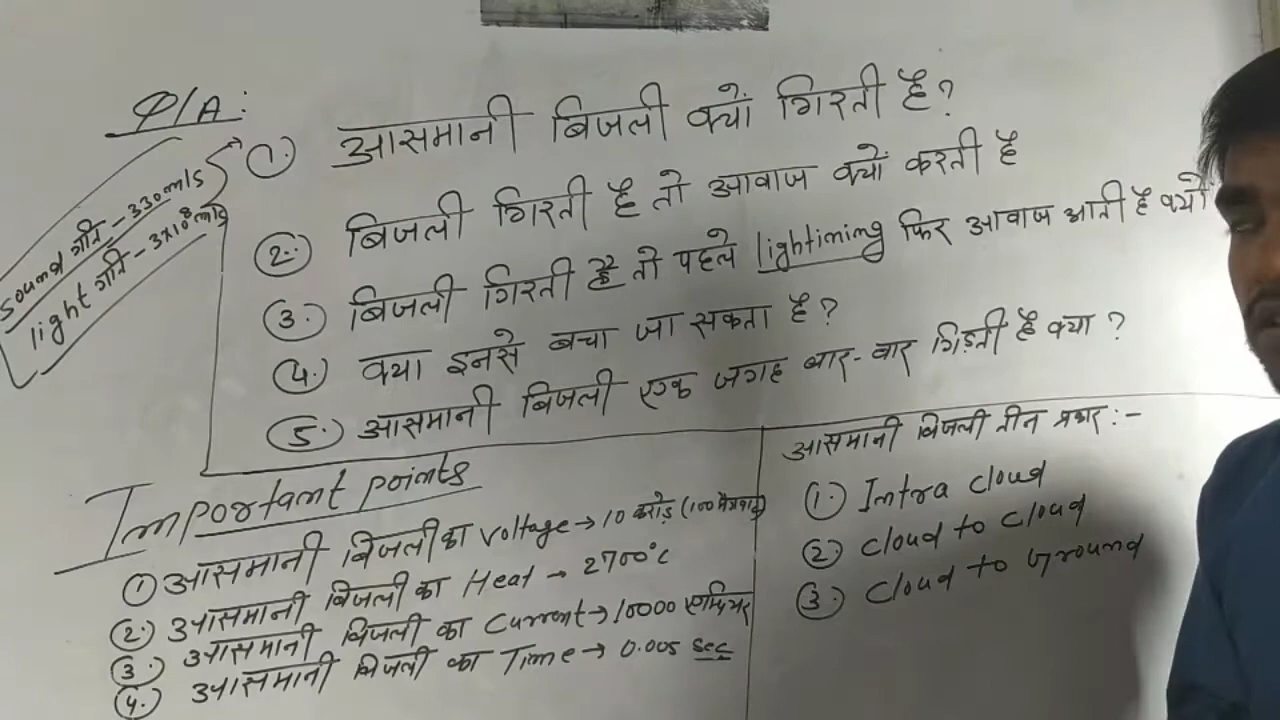 Q/A:
① आसमानी बिजली क्यों गिरती है?
② बिजली गिरती है तो आवाज क्यों करती है
③ बिजली गिरती है तो पहले lightiming फिर आवाज आती है क्यों
④ क्या इनसे बचा जा सकता है?
⑤ आसमानी बिजली एक जगह बार-बार गिड़ती है क्या?
sound गति - 330m/s
light गति - 3x10⁸m/s
Important points
① आसमानी बिजली का voltage → 10 करोड़ (100
② आसमानी बिजली का Heat → 2700°c
③ आसमानी बिजली का Current → 10000 एम्पियर
④ आसमानी बिजली का Time → 0.005 sec
आसमानी बिजली तीन प्रकार :-
① Intra cloud
② cloud to cloud
③ cloud to Ground